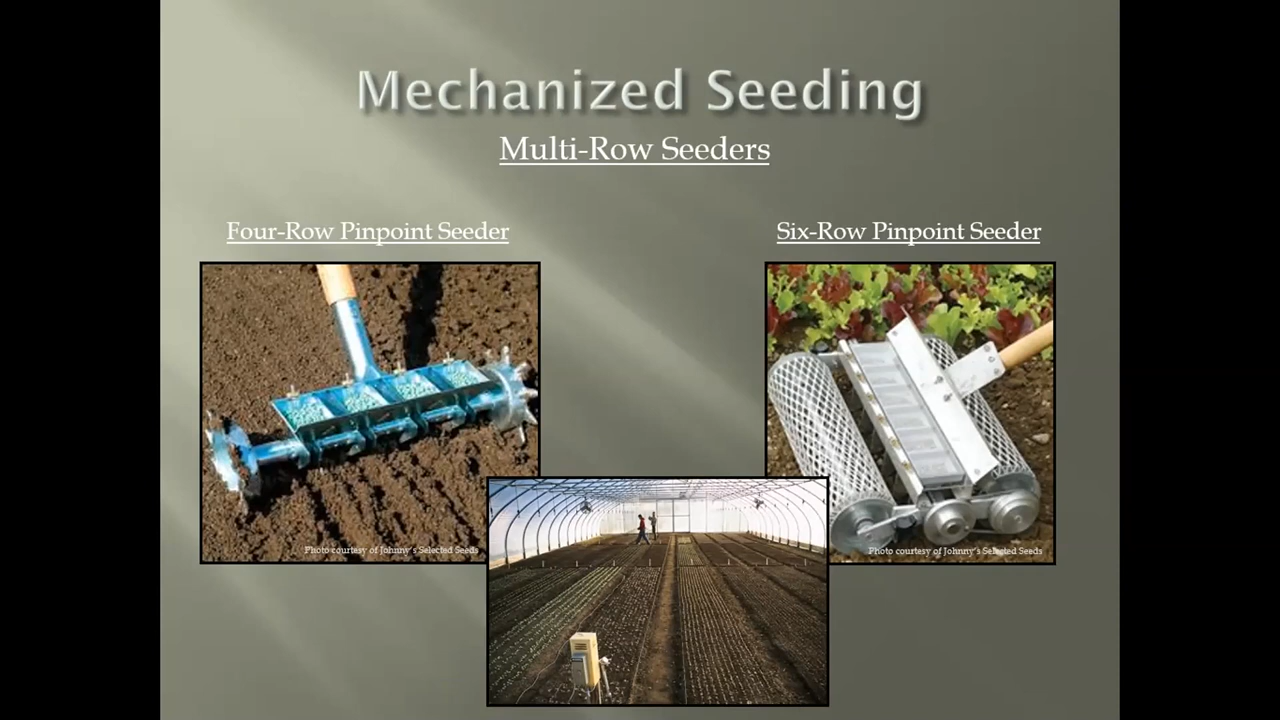 Mechanized Seeding
Multi-Row Seeders
Four-Row Pinpoint Seeder
Six-Row Pinpoint Seeder
Photo courtesy of Johnny's Selected Seeds
Photo courtesy of Johnny's Selected Seeds